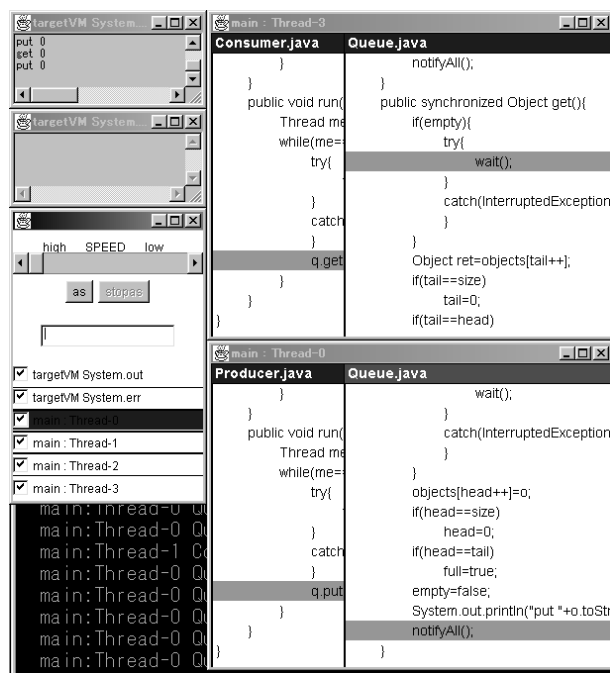 targetVM System...
put 0
get 0
put 0
targetVM System...
high SPEED low
as stopas
targetVM System.out
targetVM System.err
main : Thread-0
main : Thread-1
main : Thread-2
main : Thread-3
main:Thread-0 Qu
main:Thread-0 Qu
main:Thread-1 Co
main:Thread-0 Qu
main:Thread-0 Qu
main:Thread-0 Qu
main:Thread-0 Qu
main:Thread-0 Qu
main : Thread-3
Consumer.java
}
}
public void run(
Thread me
while(me==
try{
}
catch
}
q.get
}
}
}
Queue.java
notifyAll();
}
public synchronized Object get(){
if(empty){
try{
wait();
}
catch(InterruptedException
}
}
Object ret=objects[tail++];
if(tail==size)
tail=0;
if(tail==head)
main : Thread-0
Producer.java
}
}
public void run(
Thread me
while(me==
try{
}
catch
}
q.put
}
}
}
Queue.java
wait();
}
catch(InterruptedException
}
}
objects[head++]=o;
if(head==size)
head=0;
if(head==tail)
full=true;
empty=false;
System.out.println("put "+o.toStr
notifyAll();
}